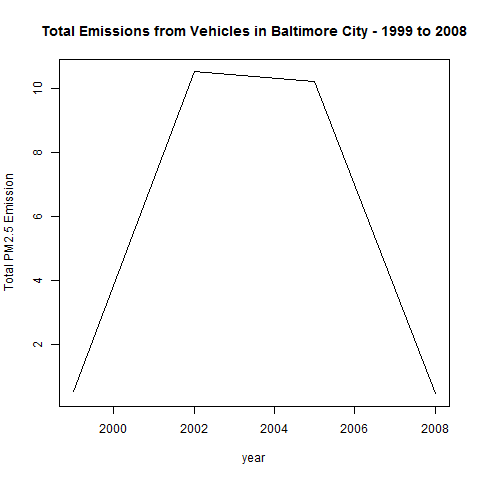 Total Emissions from Vehicles in Baltimore City - 1999 to 2008
Total PM2.5 Emission
10
8
6
4
2
2000 2002 2004 2006 2008
year